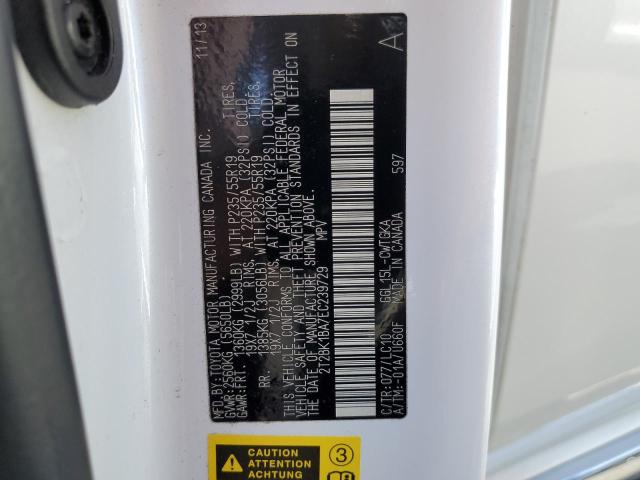 MFD.BY:TOYOTA MOTOR MANUFACTURING CANADA INC. 11/13
GVWR:2560KG (5650LB)
GAWR:FRT. 1360KG (2999LB) WITH P235/55R19 TIRES,
19X7 1/2J RIMS, AT 220KPA (32PSI) COLD.
RR. 1385KG (3056LB) WITH P235/55R19 TIRES,
19X7 1/2J RIMS, AT 220KPA (32PSI) COLD.
THIS VEHICLE CONFORMS TO ALL APPLICABLE FEDERAL MOTOR
VEHICLE SAFETY AND THEFT PREVENTION STANDARDS IN EFFECT ON
THE DATE OF MANUFACTURE SHOWN ABOVE.
2T2BK1BA7EC239729 MPV
C/TR:077/LC10 GGL15L-CWTGKA A
A/TM:-01A/U660F MADE IN CANADA 597
CAUTION
ATTENTION
ACHTUNG
3